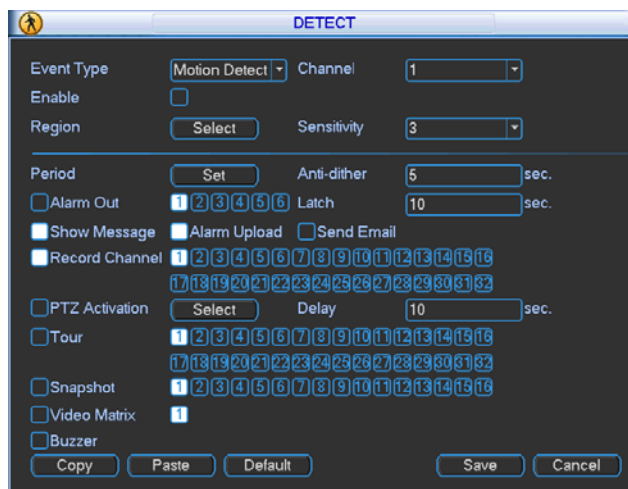 DETECT
Event Type Motion Detect Channel 1
Enable
Region Select Sensitivity 3
Period Set Anti-dither 5 sec.
Alarm Out 1 2 3 4 5 6 Latch 10 sec.
Show Message Alarm Upload Send Email
Record Channel 1 2 3 4 5 6 7 8 9 10 11 12 13 14 15 16
17 18 19 20 21 22 23 24 25 26 27 28 29 30 31 32
PTZ Activation Select Delay 10 sec.
Tour 1 2 3 4 5 6 7 8 9 10 11 12 13 14 15 16
17 18 19 20 21 22 23 24 25 26 27 28 29 30 31 32
Snapshot 1 2 3 4 5 6 7 8 9 10 11 12 13 14 15 16
Video Matrix 1
Buzzer
Copy Paste Default Save Cancel